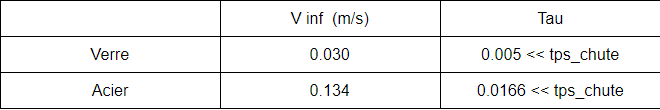 V inf (m/s) Tau
Verre 0.030 0.005 << tps_chute
Acier 0.134 0.0166 << tps_chute